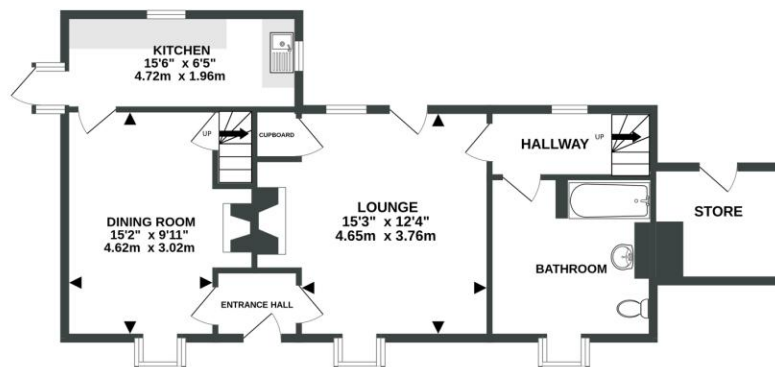 KITCHEN
15'6" x 6'5"
4.72m x 1.96m
UP
CUPBOARD
HALLWAY
UP
DINING ROOM
15'2" x 9'11"
4.62m x 3.02m
LOUNGE
15'3" x 12'4"
4.65m x 3.76m
STORE
BATHROOM
ENTRANCE HALL